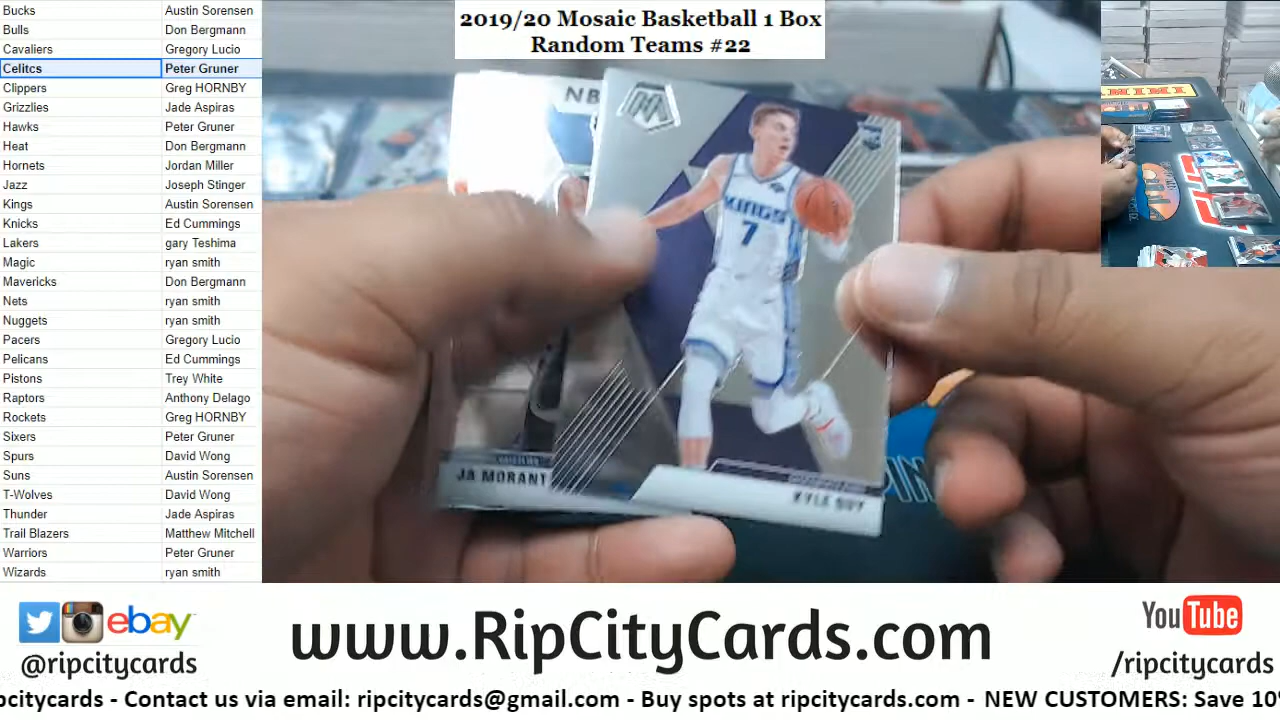 2019/20 Mosaic Basketball 1 Box
Random Teams #22
Bucks Austin Sorensen
Bulls Don Bergmann
Cavaliers Gregory Lucio
Celitcs Peter Gruner
Clippers Greg HORNBY
Grizzlies Jade Aspiras
Hawks Peter Gruner
Heat Don Bergmann
Hornets Jordan Miller
Jazz Joseph Stinger
Kings Austin Sorensen
Knicks Ed Cummings
Lakers gary Teshima
Magic ryan smith
Mavericks Don Bergmann
Nets ryan smith
Nuggets ryan smith
Pacers Gregory Lucio
Pelicans Ed Cummings
Pistons Trey White
Raptors Anthony Delago
Rockets Greg HORNBY
Sixers Peter Gruner
Spurs David Wong
Suns Austin Sorensen
T-Wolves David Wong
Thunder Jade Aspiras
Trail Blazers Matthew Mitchell
Warriors Peter Gruner
Wizards ryan smith
NB
KINGS
7
JA MORANT
KYLE GUY
ebay
@ripcitycards
www.RipCityCards.com
YouTube
/ripcitycards
pcitycards - Contact us via email: ripcitycards@gmail.com - Buy spots at ripcitycards.com - NEW CUSTOMERS: Save 10